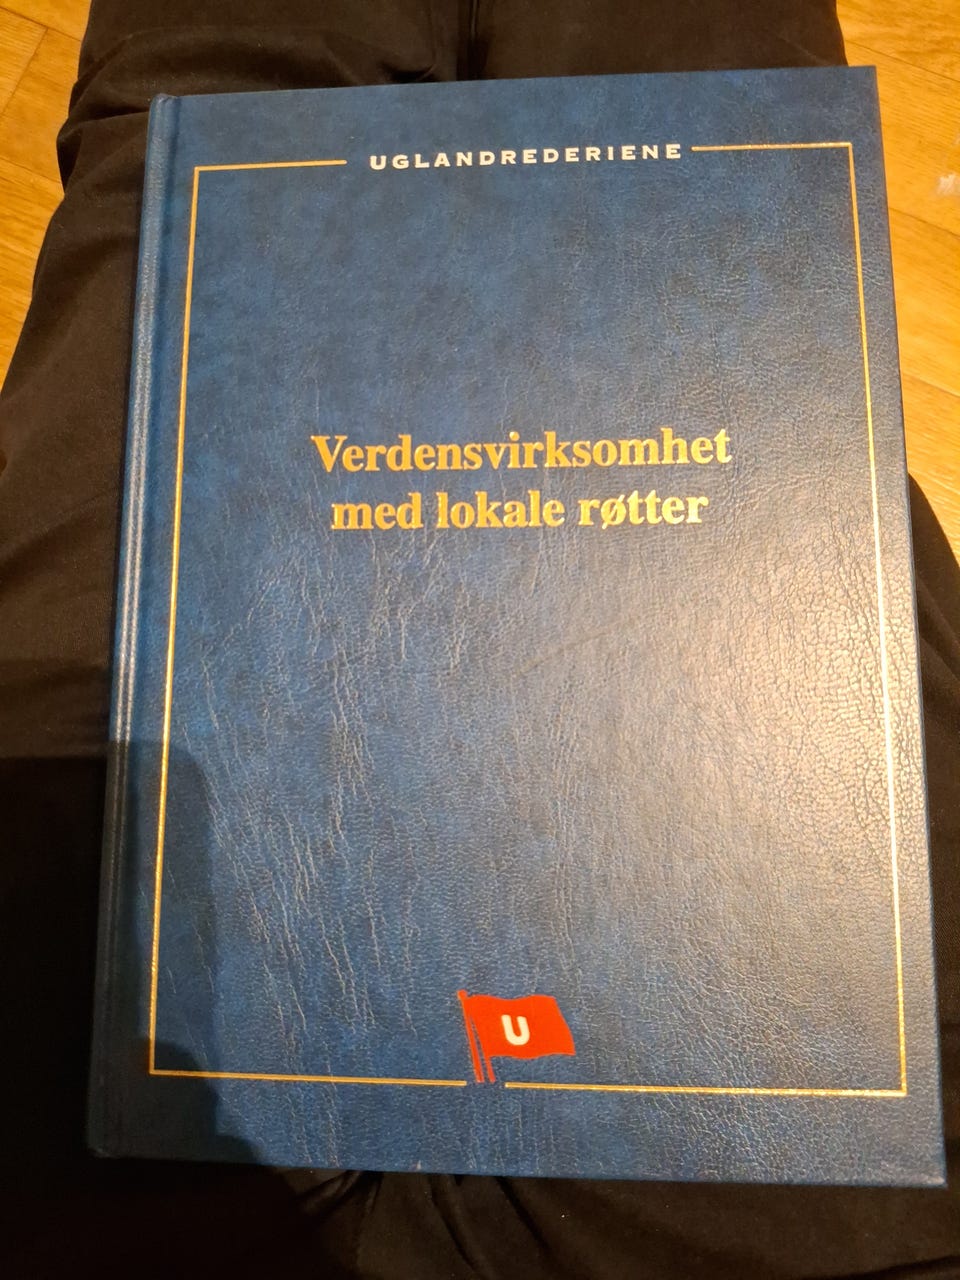 UGLANDREDERIENE
Verdensvirksomhet
med lokale røtter
U